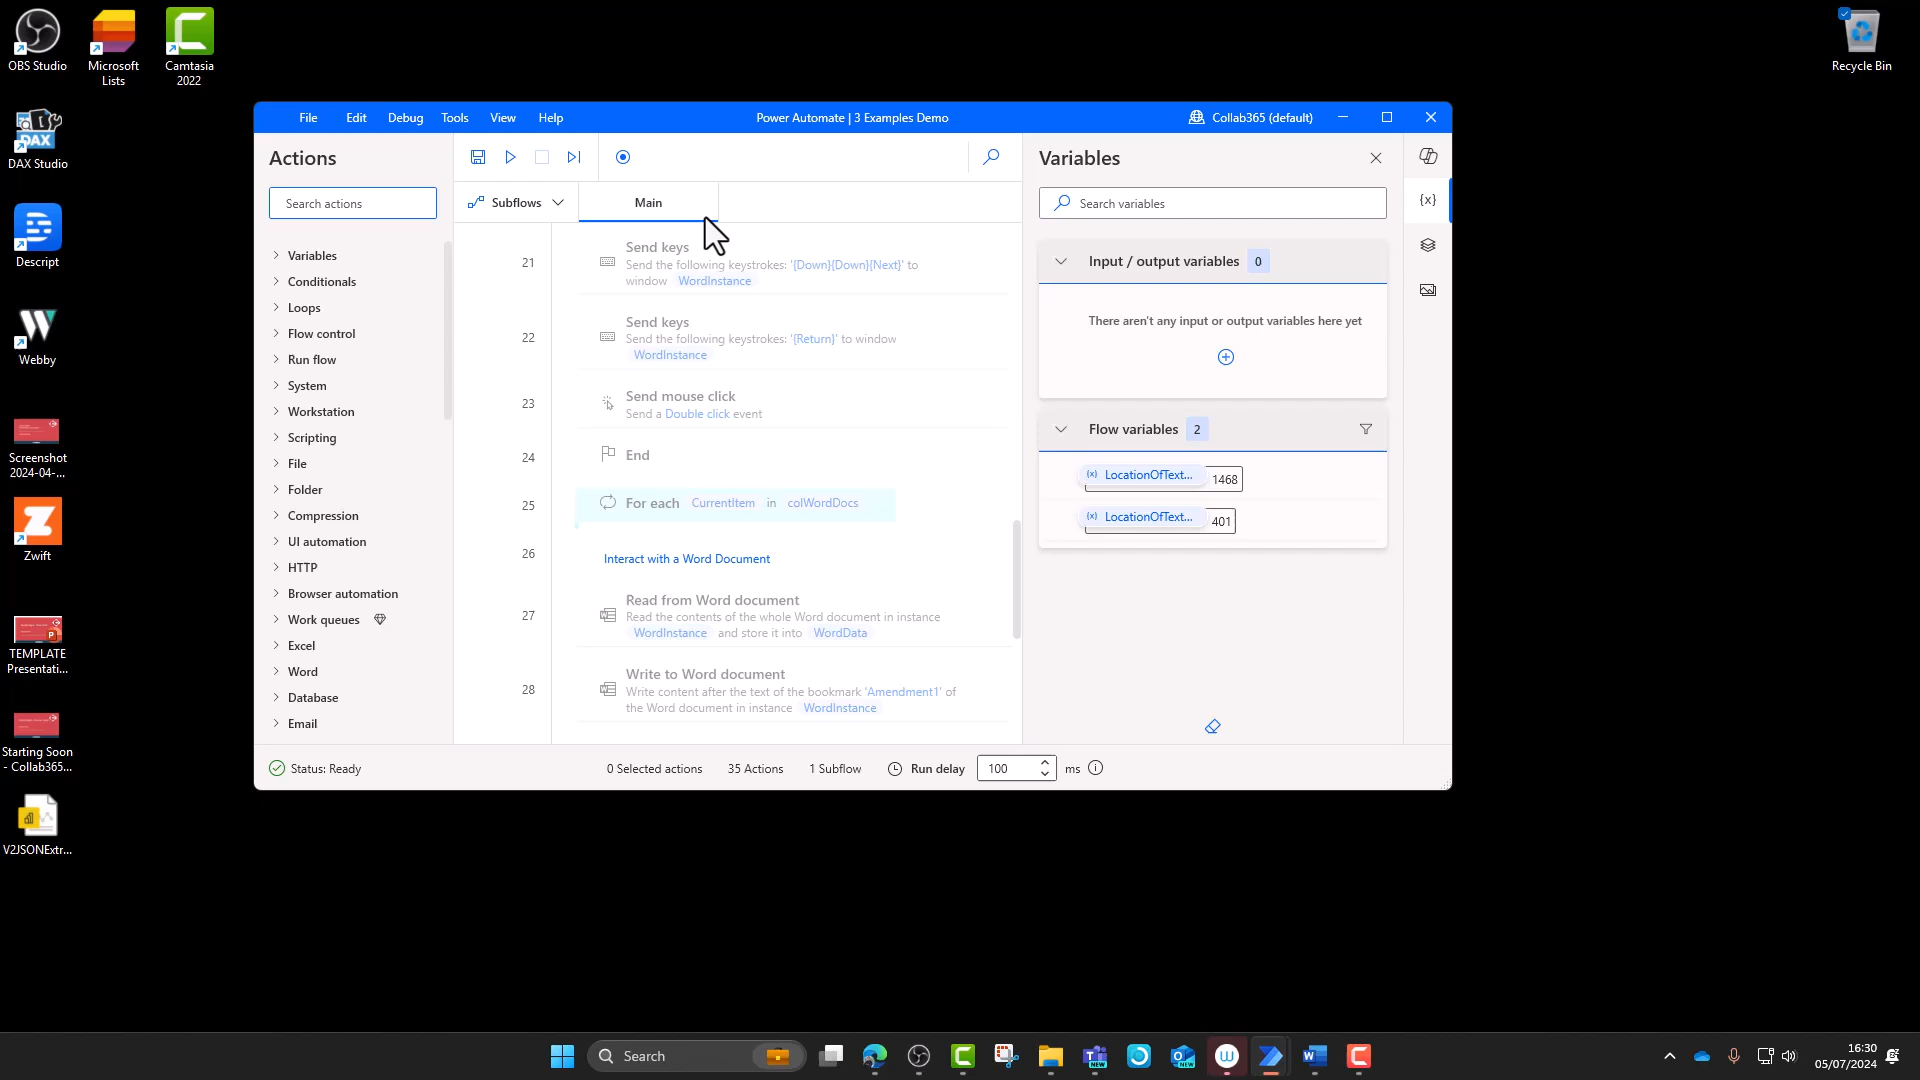 OBS Studio
Microsoft
Lists
Camtasia
2022
Recycle Bin
DAX
DAX Studio
Descript
Webby
Screenshot
2024-04-...
Zwift
TEMPLATE
Presentati...
Starting Soon
- Collab365...
V2JSONExtr...
File Edit Debug Tools View Help
Power Automate | 3 Examples Demo
Collab365 (default)
Actions
Search actions
Variables
Conditionals
Loops
Flow control
Run flow
System
Workstation
Scripting
File
Folder
Compression
UI automation
HTTP
Browser automation
Work queues
Excel
Word
Database
Email
Subflows
Main
21
Send keys
Send the following keystrokes: '{Down}{Down}{Next}' to
window WordInstance
22
Send keys
Send the following keystrokes: '{Return}' to window
WordInstance
23
Send mouse click
Send a Double click event
24
End
25
For each CurrentItem in colWordDocs
26
Interact with a Word Document
27
Read from Word document
Read the contents of the whole Word document in instance
WordInstance and store it into WordData
28
Write to Word document
Write content after the text of the bookmark 'Amendment1' of
the Word document in instance WordInstance
Variables
{x}
Search variables
Input / output variables 0
There aren't any input or output variables here yet
Flow variables 2
(x) LocationOfText... 1468
(x) LocationOfText... 401
Status: Ready
0 Selected actions
35 Actions
1 Subflow
Run delay
100
ms
Search
NEW
NEW
16:30
05/07/2024